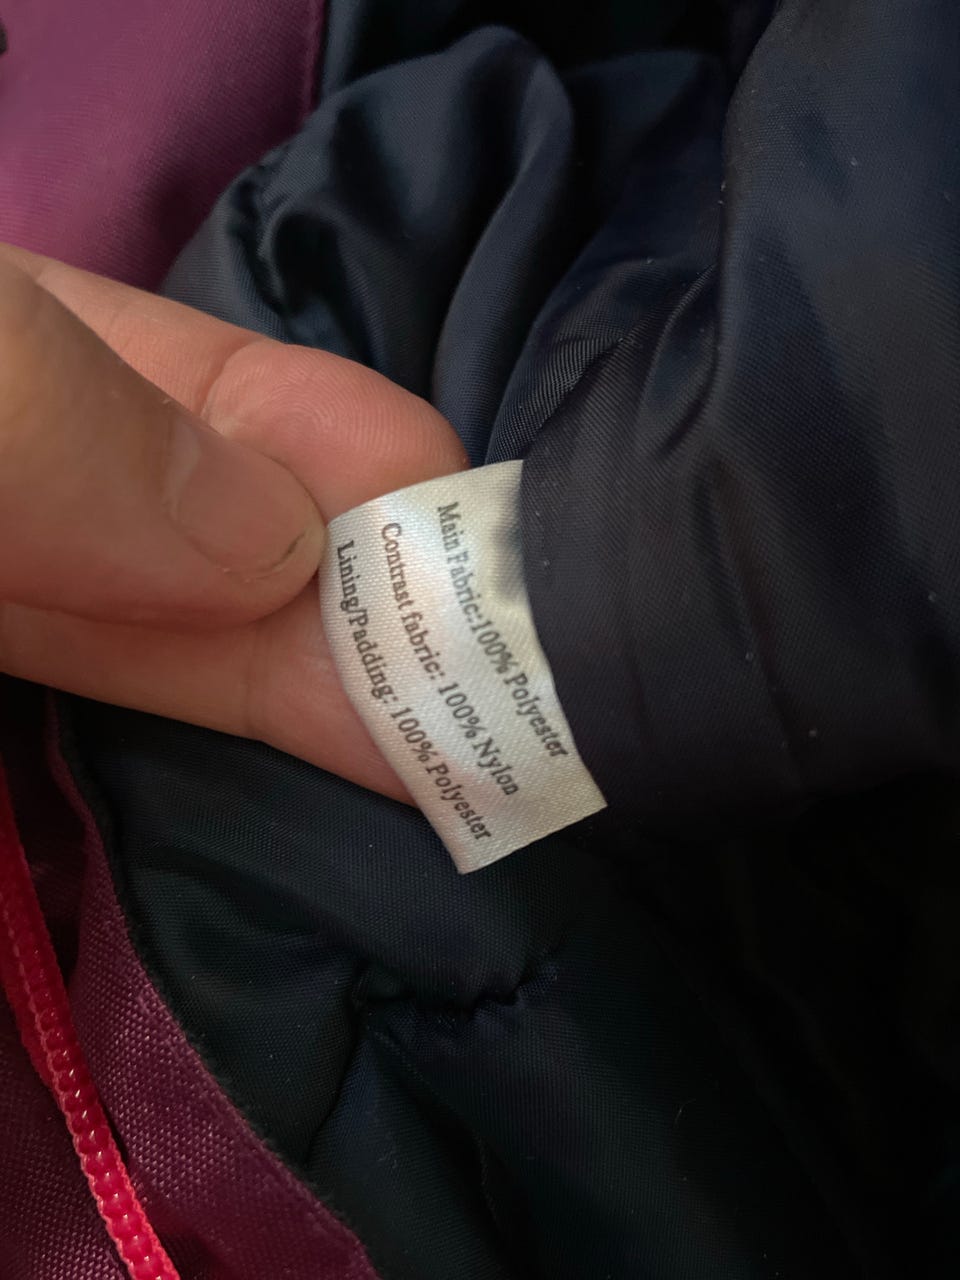 Main Fabric:100% Polyester
Contrast fabric: 100% Nylon
Lining/Padding: 100% Polyester